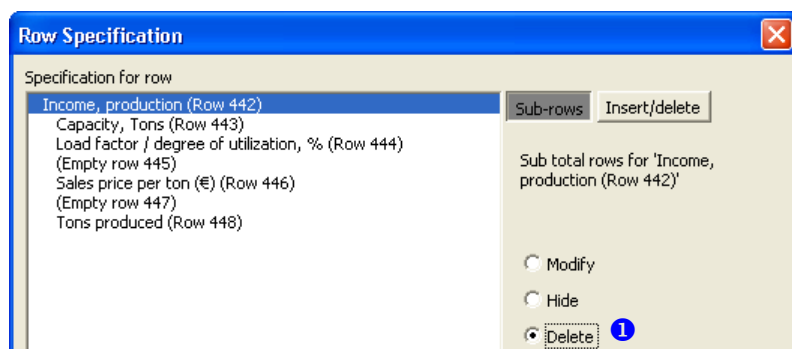 Row Specification
Specification for row
Income, production (Row 442)
Capacity, Tons (Row 443)
Load factor / degree of utilization, % (Row 444)
(Empty row 445)
Sales price per ton (€) (Row 446)
(Empty row 447)
Tons produced (Row 448)
Sub-rows Insert/delete
Sub total rows for 'Income,
production (Row 442)'
Modify
Hide
Delete 1